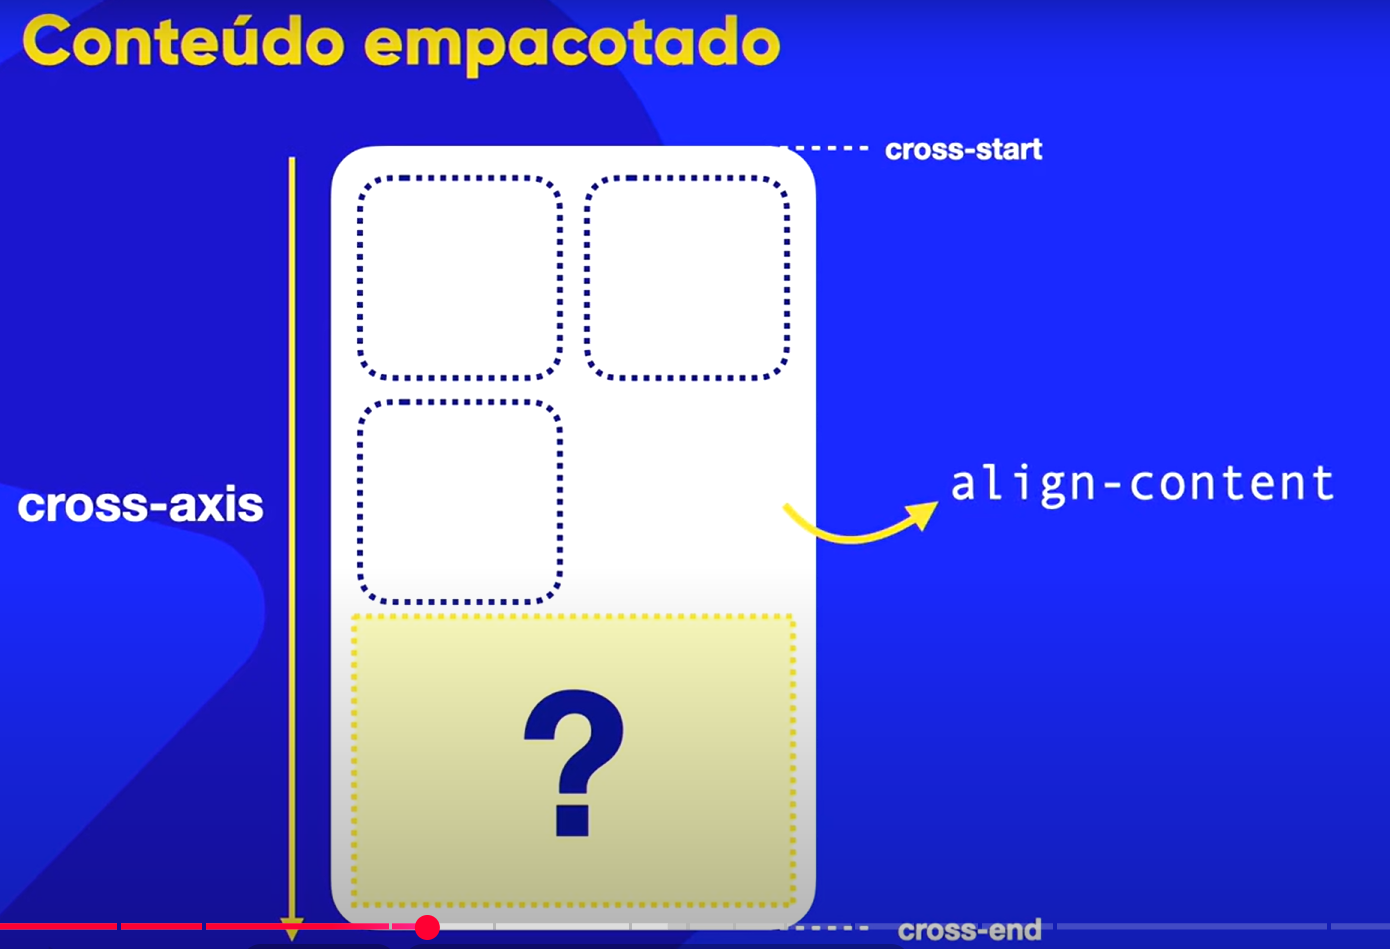 Conteúdo empacotado
cross-start
cross-axis
align-content
?
cross-end